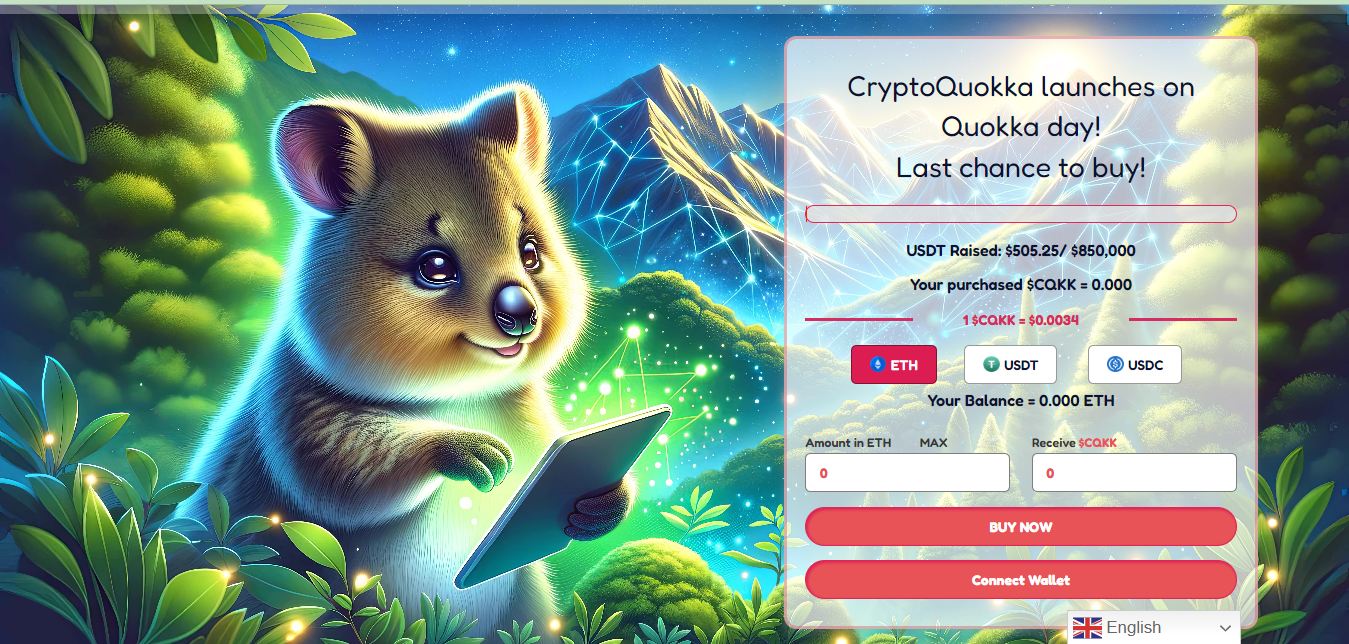 CryptoQuokka launches on
Quokka day!
Last chance to buy!
USDT Raised: $505.25/ $850,000
Your purchased $CQKK = 0.000
1 $CQKK = $0.0034
ETH USDT USDC
Your Balance = 0.000 ETH
Amount in ETH MAX Receive $CQKK
0 0
BUY NOW
Connect Wallet
English